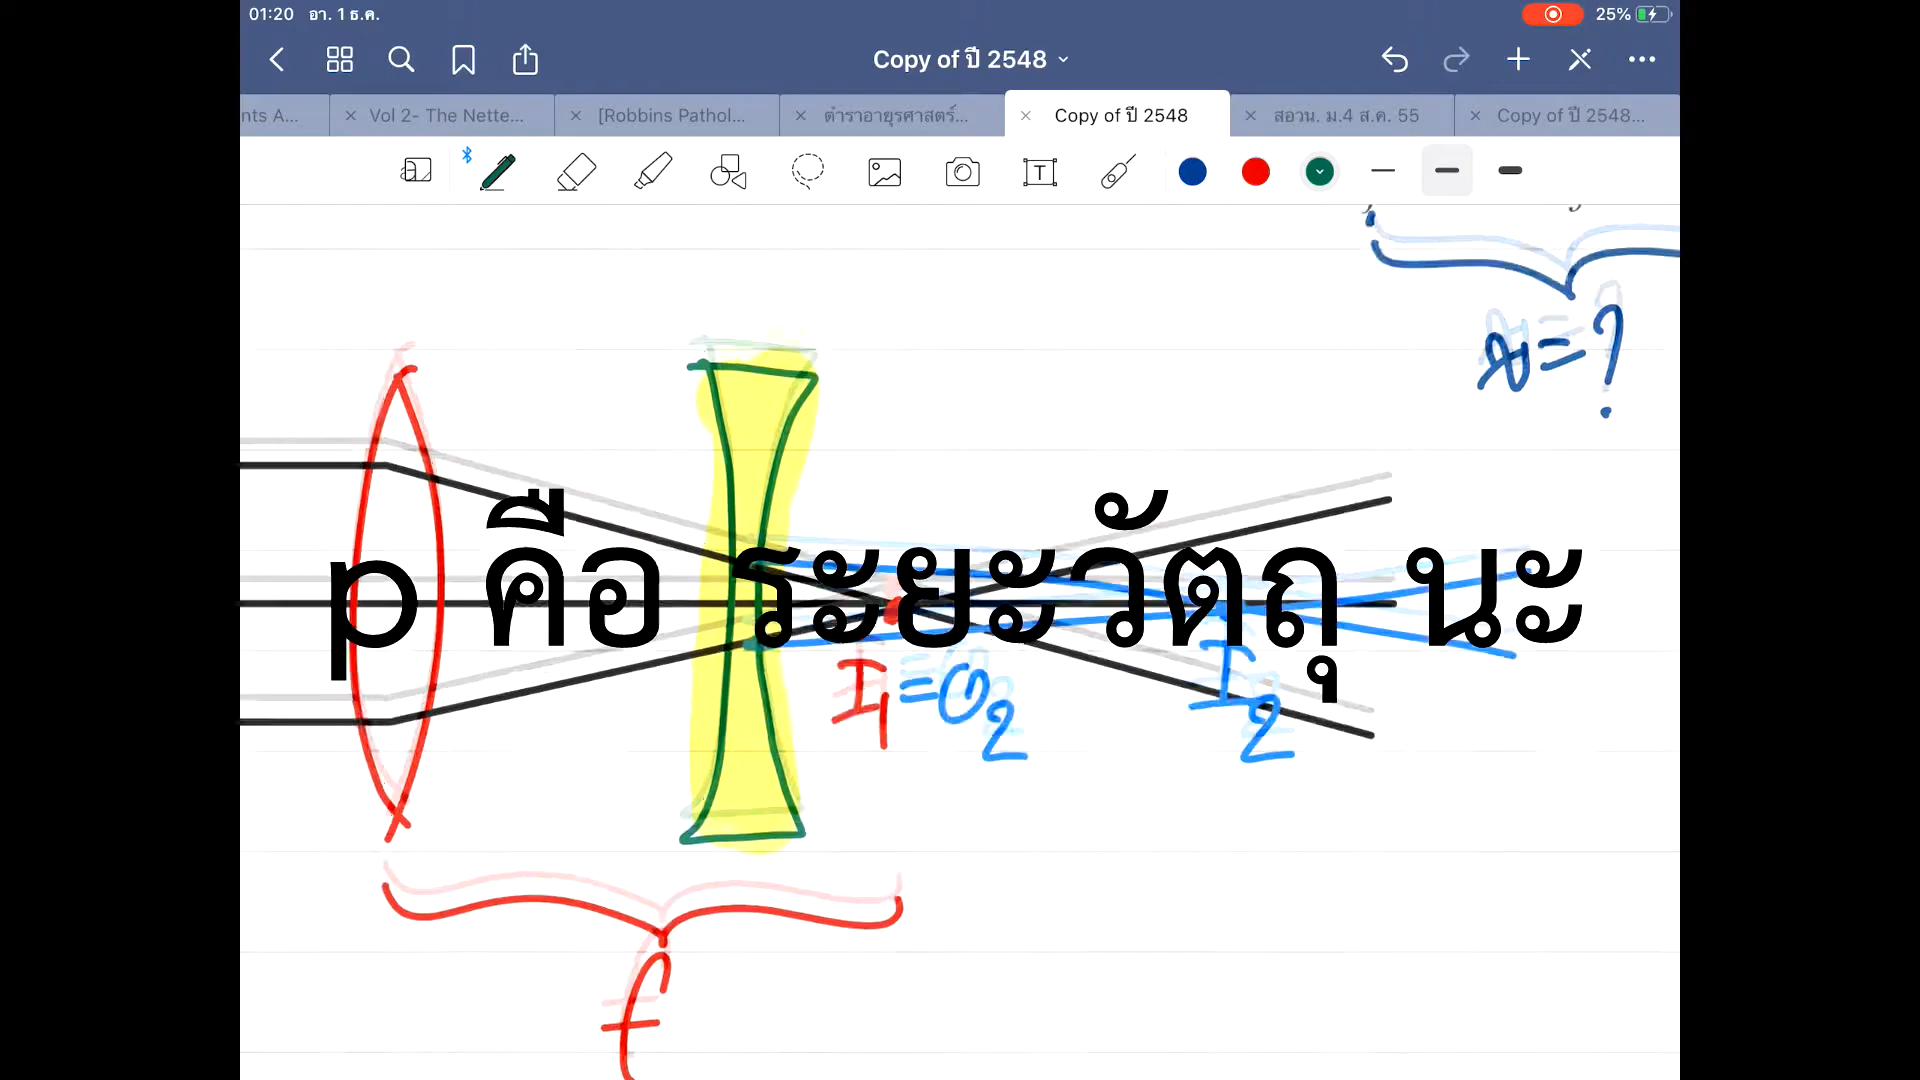 01:20 อา. 1 ธ.ค.
25%
Copy of ปี 2548
nts A...
Vol 2- The Nette...
[Robbins Pathol...
ตำราอายุรศาสตร์...
Copy of ปี 2548
สอวน. ม.4 ส.ค. 55
Copy of ปี 2548...
= ?
p คือ ระยะวัตถุ นะ
I₁ = O₂
I₂
f